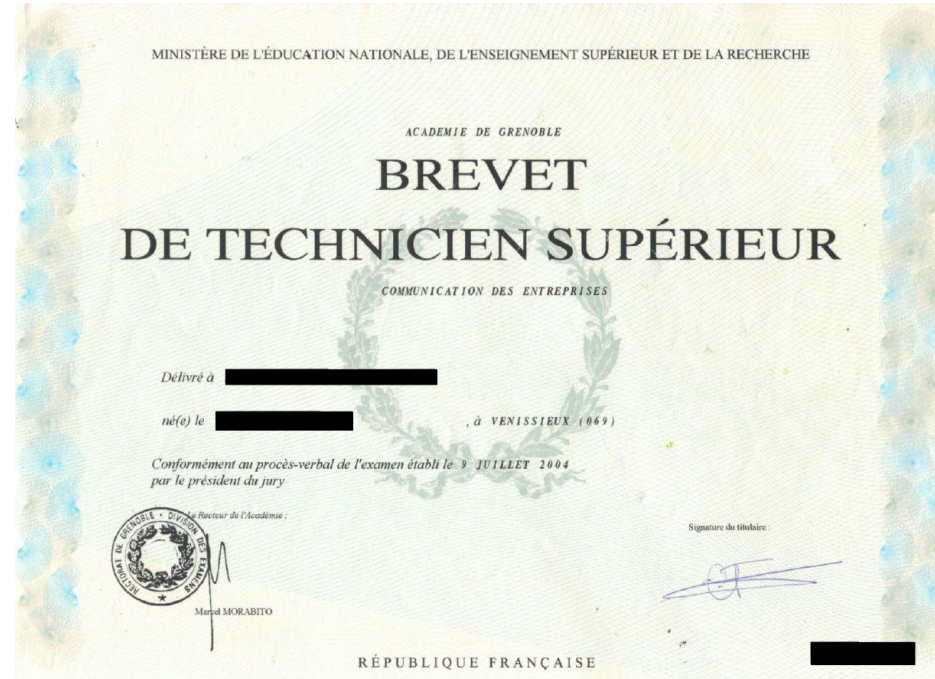 MINISTÈRE DE L'ÉDUCATION NATIONALE, DE L'ENSEIGNEMENT SUPÉRIEUR ET DE LA RECHERCHE
ACADEMIE DE GRENOBLE
BREVET
DE TECHNICIEN SUPÉRIEUR
COMMUNICATION DES ENTREPRISES
Délivré à
né(e) le , à VENISSIEUX (069)
Conformément au procès-verbal de l'examen établi le 9 JUILLET 2004
par le président du jury
Le Recteur de l'Académie :
Signature du titulaire :
RECTORAT DE GRENOBLE - DIVISION DES EXAMENS
Marcel MORABITO
RÉPUBLIQUE FRANÇAISE